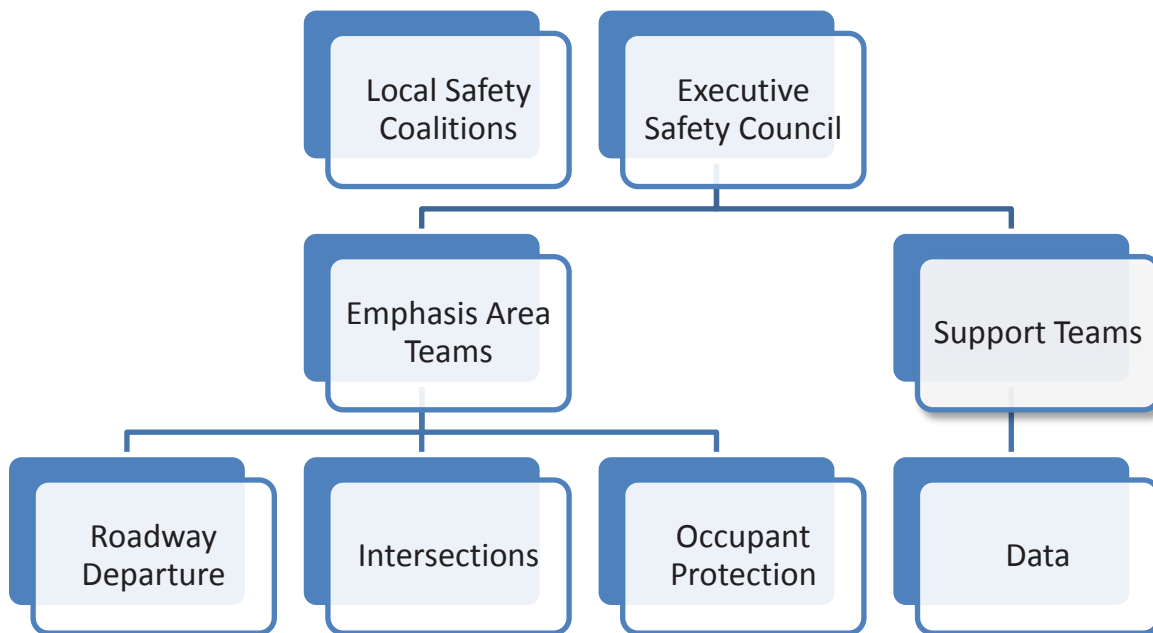 Local Safety
Coalitions
Executive
Safety Council
Emphasis Area
Teams
Support Teams
Roadway
Departure
Intersections
Occupant
Protection
Data